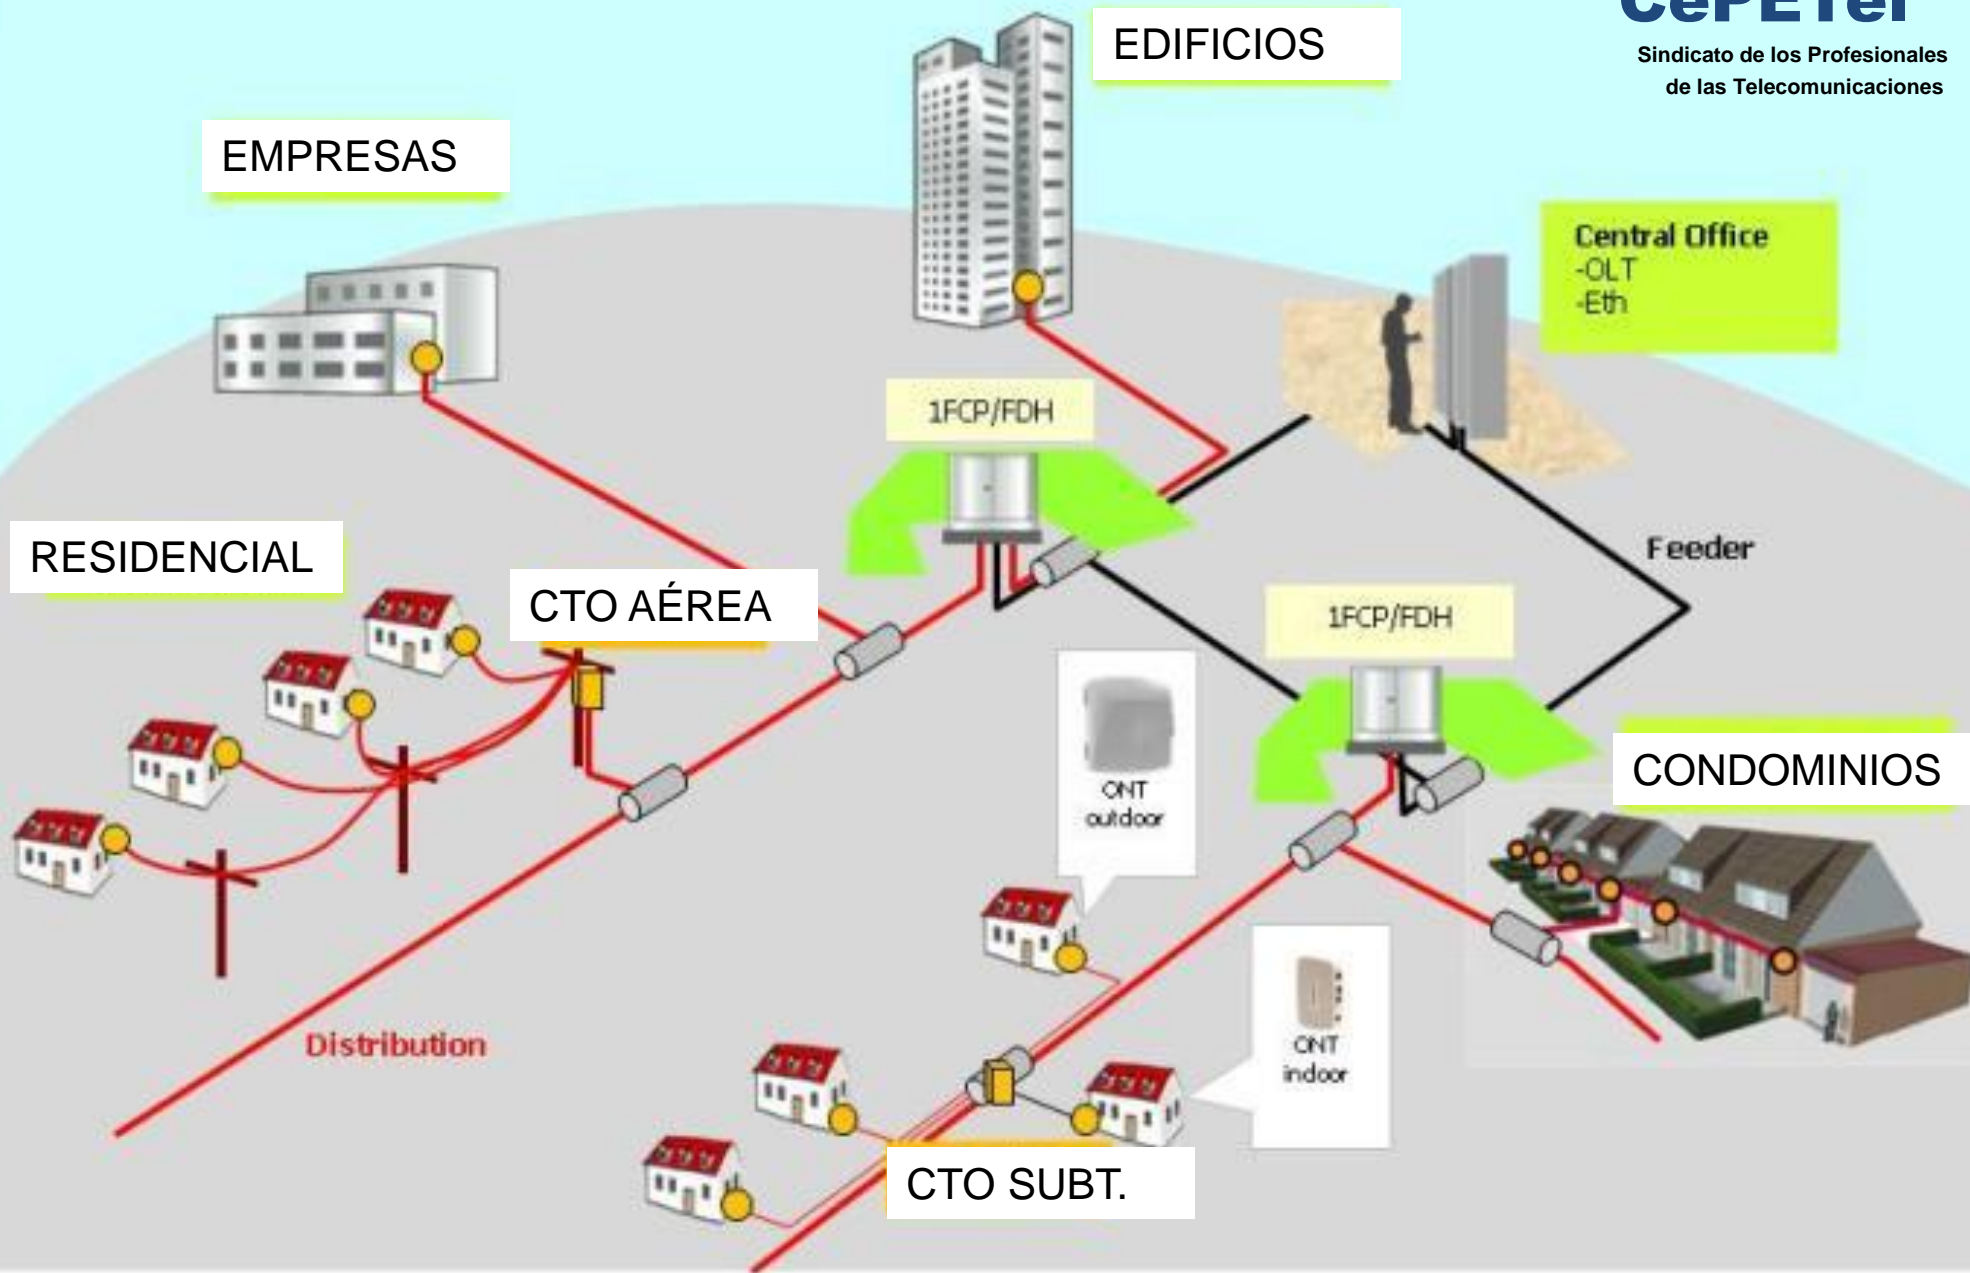 CePETel
Sindicato de los Profesionales
de las Telecomunicaciones
EDIFICIOS
EMPRESAS
Central Office
-OLT
-Eth
1FCP/FDH
Feeder
RESIDENCIAL
CTO AÉREA
1FCP/FDH
ONT
outdoor
CONDOMINIOS
Distribution
ONT
indoor
CTO SUBT.